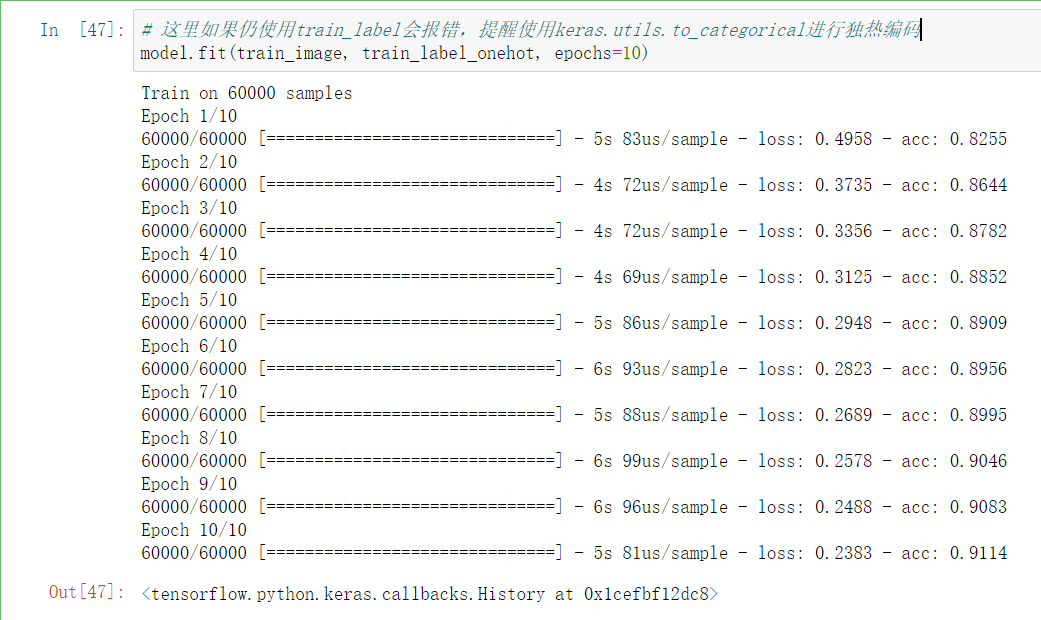 In [47]: # 这里如果仍使用train_label会报错，提醒使用keras.utils.to_categorical进行独热编码
model.fit(train_image, train_label_onehot, epochs=10)
Train on 60000 samples
Epoch 1/10
60000/60000 [==============================] - 5s 83us/sample - loss: 0.4958 - acc: 0.8255
Epoch 2/10
60000/60000 [==============================] - 4s 72us/sample - loss: 0.3735 - acc: 0.8644
Epoch 3/10
60000/60000 [==============================] - 4s 72us/sample - loss: 0.3356 - acc: 0.8782
Epoch 4/10
60000/60000 [==============================] - 4s 69us/sample - loss: 0.3125 - acc: 0.8852
Epoch 5/10
60000/60000 [==============================] - 5s 86us/sample - loss: 0.2948 - acc: 0.8909
Epoch 6/10
60000/60000 [==============================] - 6s 93us/sample - loss: 0.2823 - acc: 0.8956
Epoch 7/10
60000/60000 [==============================] - 5s 88us/sample - loss: 0.2689 - acc: 0.8995
Epoch 8/10
60000/60000 [==============================] - 6s 99us/sample - loss: 0.2578 - acc: 0.9046
Epoch 9/10
60000/60000 [==============================] - 6s 96us/sample - loss: 0.2488 - acc: 0.9083
Epoch 10/10
60000/60000 [==============================] - 5s 81us/sample - loss: 0.2383 - acc: 0.9114
Out[47]: <tensorflow.python.keras.callbacks.History at 0x1cefbf12dc8>